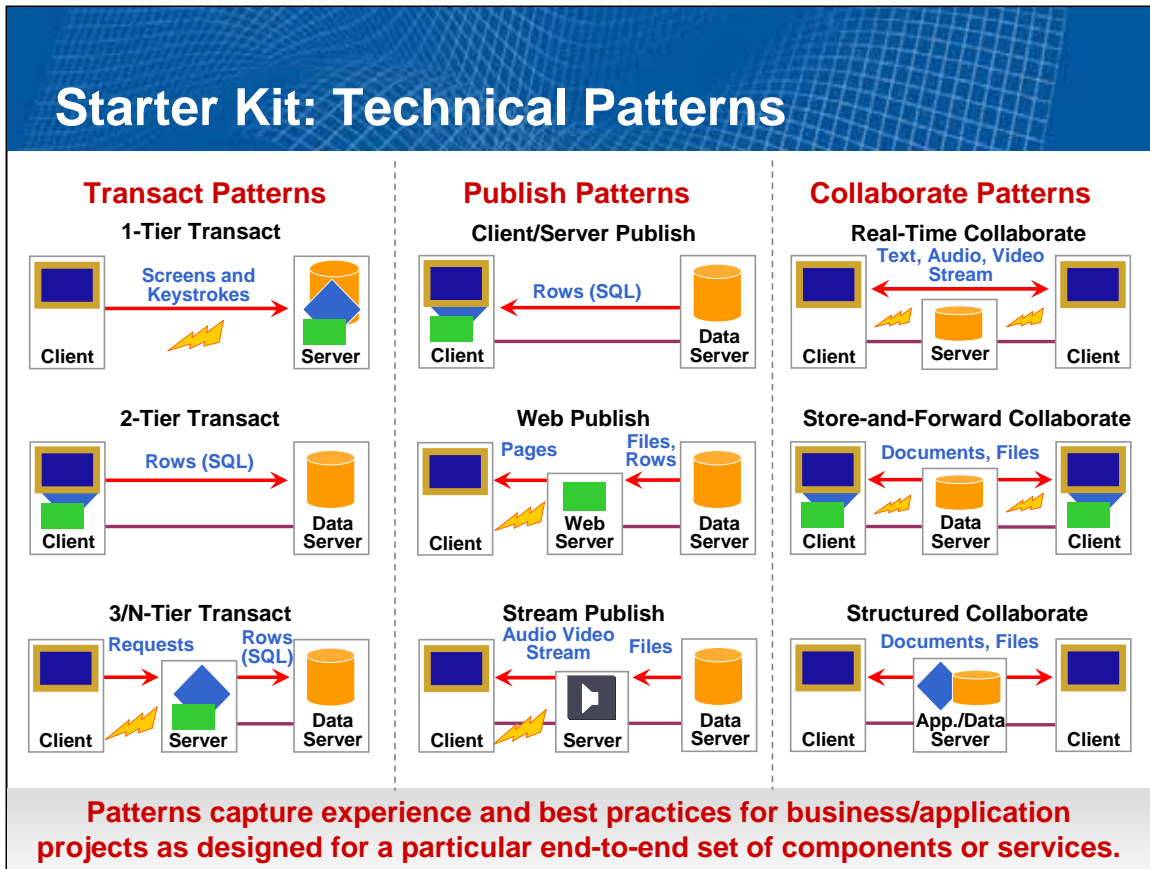 Starter Kit: Technical Patterns
Transact Patterns
1-Tier Transact
Screens and
Keystrokes
Client
Server
2-Tier Transact
Rows (SQL)
Client
Data
Server
3/N-Tier Transact
Requests
Rows
(SQL)
Client
Server
Data
Server
Publish Patterns
Client/Server Publish
Rows (SQL)
Client
Data
Server
Web Publish
Pages
Files,
Rows
Client
Web
Server
Data
Server
Stream Publish
Audio Video
Stream
Files
Client
Server
Data
Server
Collaborate Patterns
Real-Time Collaborate
Text, Audio, Video
Stream
Client
Server
Client
Store-and-Forward Collaborate
Documents, Files
Client
Data
Server
Client
Structured Collaborate
Documents, Files
Client
App./Data
Server
Client
Patterns capture experience and best practices for business/application
projects as designed for a particular end-to-end set of components or services.